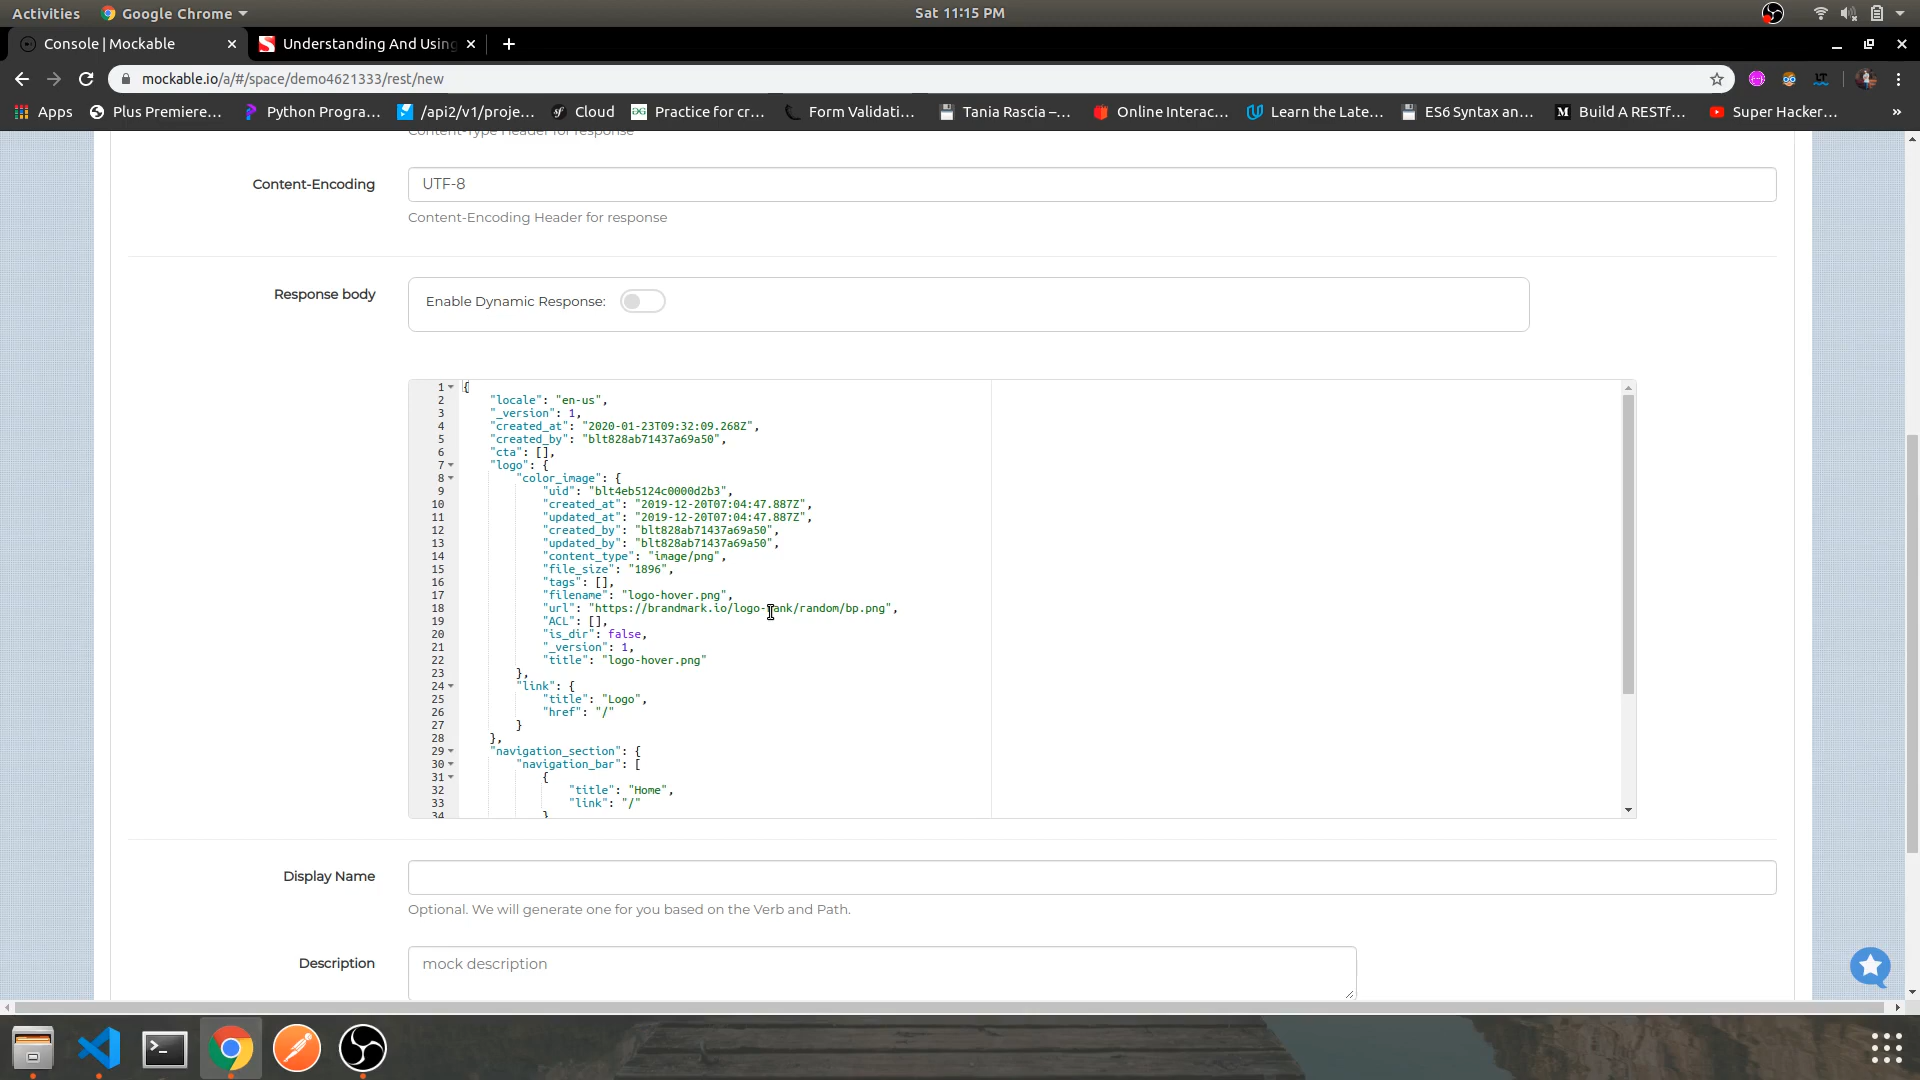 Activities Google Chrome Sat 11:15 PM
Console | Mockable Understanding And Using
mockable.io/a/#/space/demo4621333/rest/new
Apps Plus Premiere... Python Progra... /api2/v1/proje... Cloud Practice for cr... Form Validati... Tania Rascia –... Online Interac... Learn the Late... ES6 Syntax an... Build A RESTf... Super Hacker... »
Content-Type Header for response
Content-Encoding UTF-8
Content-Encoding Header for response
Response body Enable Dynamic Response:
1 {
2 "locale": "en-us",
3 "_version": 1,
4 "created_at": "2020-01-23T09:32:09.268Z",
5 "created_by": "blt828ab71437a69a50",
6 "cta": [],
7 "logo": {
8 "color_image": {
9 "uid": "blt4eb5124c0000d2b3",
10 "created_at": "2019-12-20T07:04:47.887Z",
11 "updated_at": "2019-12-20T07:04:47.887Z",
12 "created_by": "blt828ab71437a69a50",
13 "updated_by": "blt828ab71437a69a50",
14 "content_type": "image/png",
15 "file_size": "1896",
16 "tags": [],
17 "filename": "logo-hover.png",
18 "url": "https://brandmark.io/logo-rank/random/bp.png",
19 "ACL": [],
20 "is_dir": false,
21 "_version": 1,
22 "title": "logo-hover.png"
23 },
24 "link": {
25 "title": "Logo",
26 "href": "/"
27 }
28 },
29 "navigation_section": {
30 "navigation_bar": [
31 {
32 "title": "Home",
33 "link": "/"
34 }
Display Name
Optional. We will generate one for you based on the Verb and Path.
Description mock description